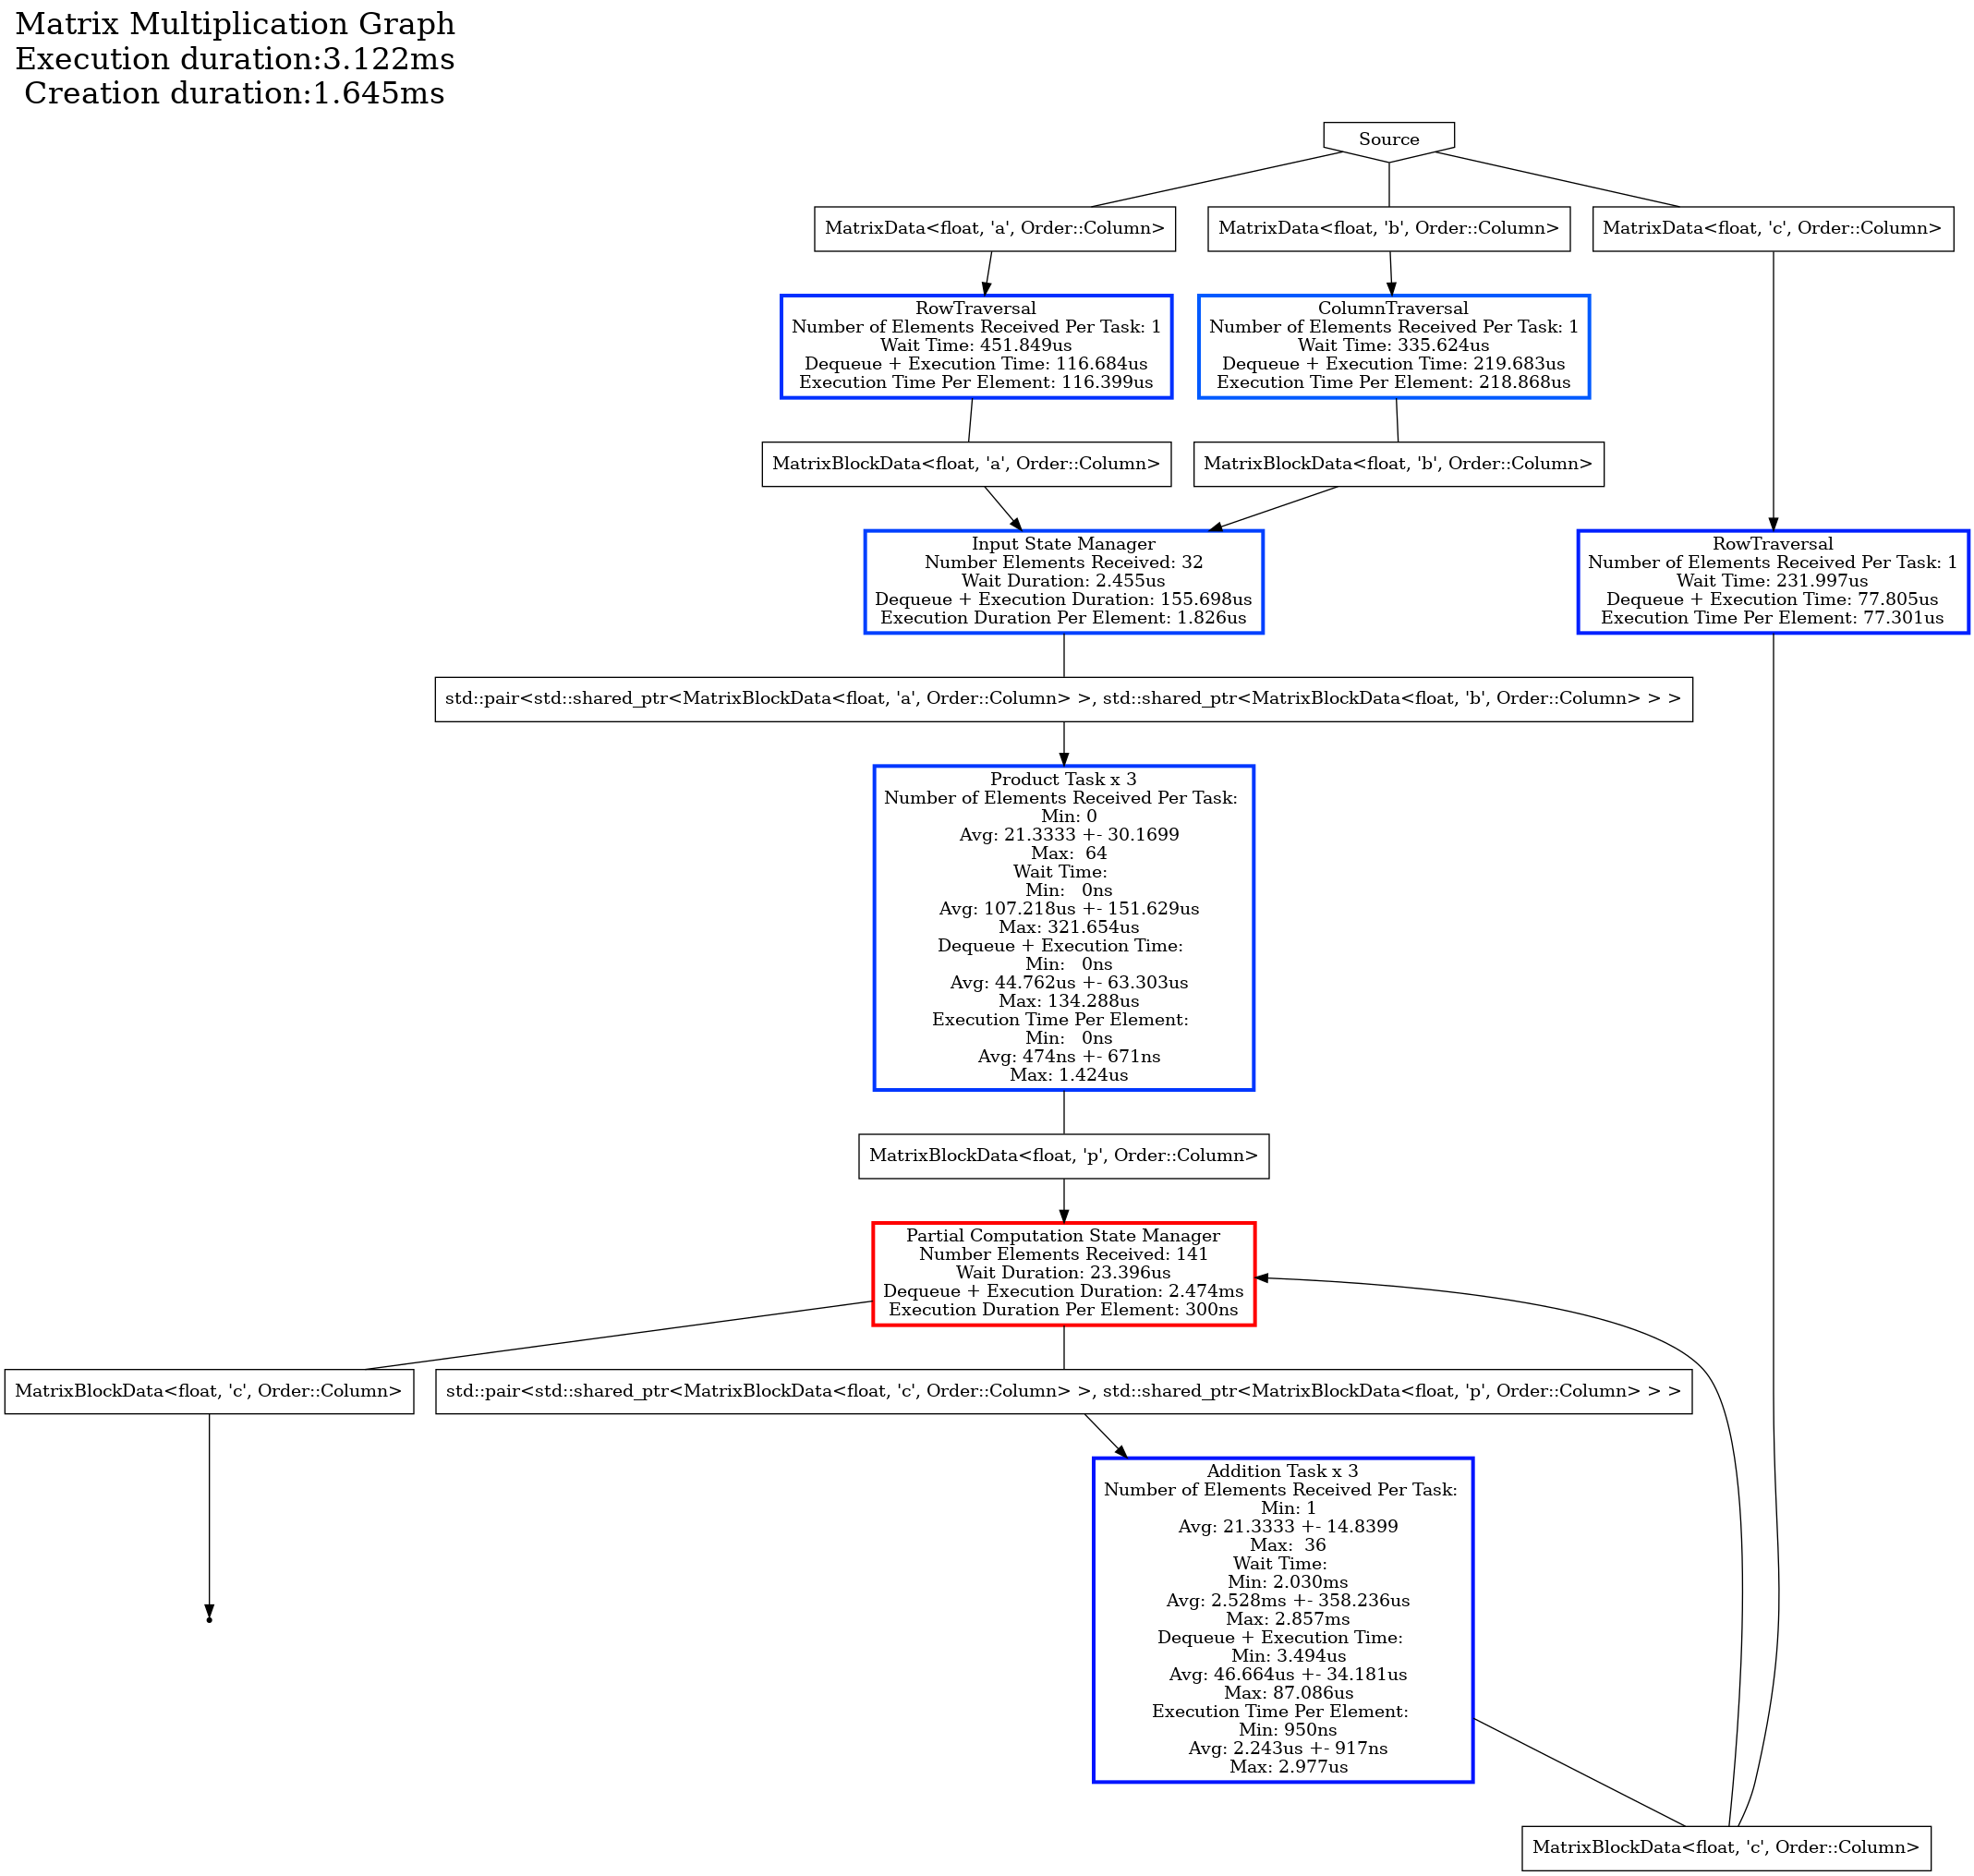 Matrix Multiplication Graph
Execution duration:3.122ms
Creation duration:1.645ms
Source
MatrixData<float, 'a', Order::Column>
MatrixData<float, 'b', Order::Column>
MatrixData<float, 'c', Order::Column>
RowTraversal
Number of Elements Received Per Task: 1
Wait Time: 451.849us
Dequeue + Execution Time: 116.684us
Execution Time Per Element: 116.399us
ColumnTraversal
Number of Elements Received Per Task: 1
Wait Time: 335.624us
Dequeue + Execution Time: 219.683us
Execution Time Per Element: 218.868us
MatrixBlockData<float, 'a', Order::Column>
MatrixBlockData<float, 'b', Order::Column>
Input State Manager
Number Elements Received: 32
Wait Duration: 2.455us
Dequeue + Execution Duration: 155.698us
Execution Duration Per Element: 1.826us
RowTraversal
Number of Elements Received Per Task: 1
Wait Time: 231.997us
Dequeue + Execution Time: 77.805us
Execution Time Per Element: 77.301us
std::pair<std::shared_ptr<MatrixBlockData<float, 'a', Order::Column> >, std::shared_ptr<MatrixBlockData<float, 'b', Order::Column> > >
Product Task x 3
Number of Elements Received Per Task:
Min: 0
Avg: 21.3333 +- 30.1699
Max:  64
Wait Time:
Min:   0ns
Avg: 107.218us +- 151.629us
Max: 321.654us
Dequeue + Execution Time:
Min:   0ns
Avg: 44.762us +- 63.303us
Max: 134.288us
Execution Time Per Element:
Min:   0ns
Avg: 474ns +- 671ns
Max: 1.424us
MatrixBlockData<float, 'p', Order::Column>
Partial Computation State Manager
Number Elements Received: 141
Wait Duration: 23.396us
Dequeue + Execution Duration: 2.474ms
Execution Duration Per Element: 300ns
MatrixBlockData<float, 'c', Order::Column>
std::pair<std::shared_ptr<MatrixBlockData<float, 'c', Order::Column> >, std::shared_ptr<MatrixBlockData<float, 'p', Order::Column> > >
Addition Task x 3
Number of Elements Received Per Task:
Min: 1
Avg: 21.3333 +- 14.8399
Max:  36
Wait Time:
Min: 2.030ms
Avg: 2.528ms +- 358.236us
Max: 2.857ms
Dequeue + Execution Time:
Min: 3.494us
Avg: 46.664us +- 34.181us
Max: 87.086us
Execution Time Per Element:
Min: 950ns
Avg: 2.243us +- 917ns
Max: 2.977us
MatrixBlockData<float, 'c', Order::Column>